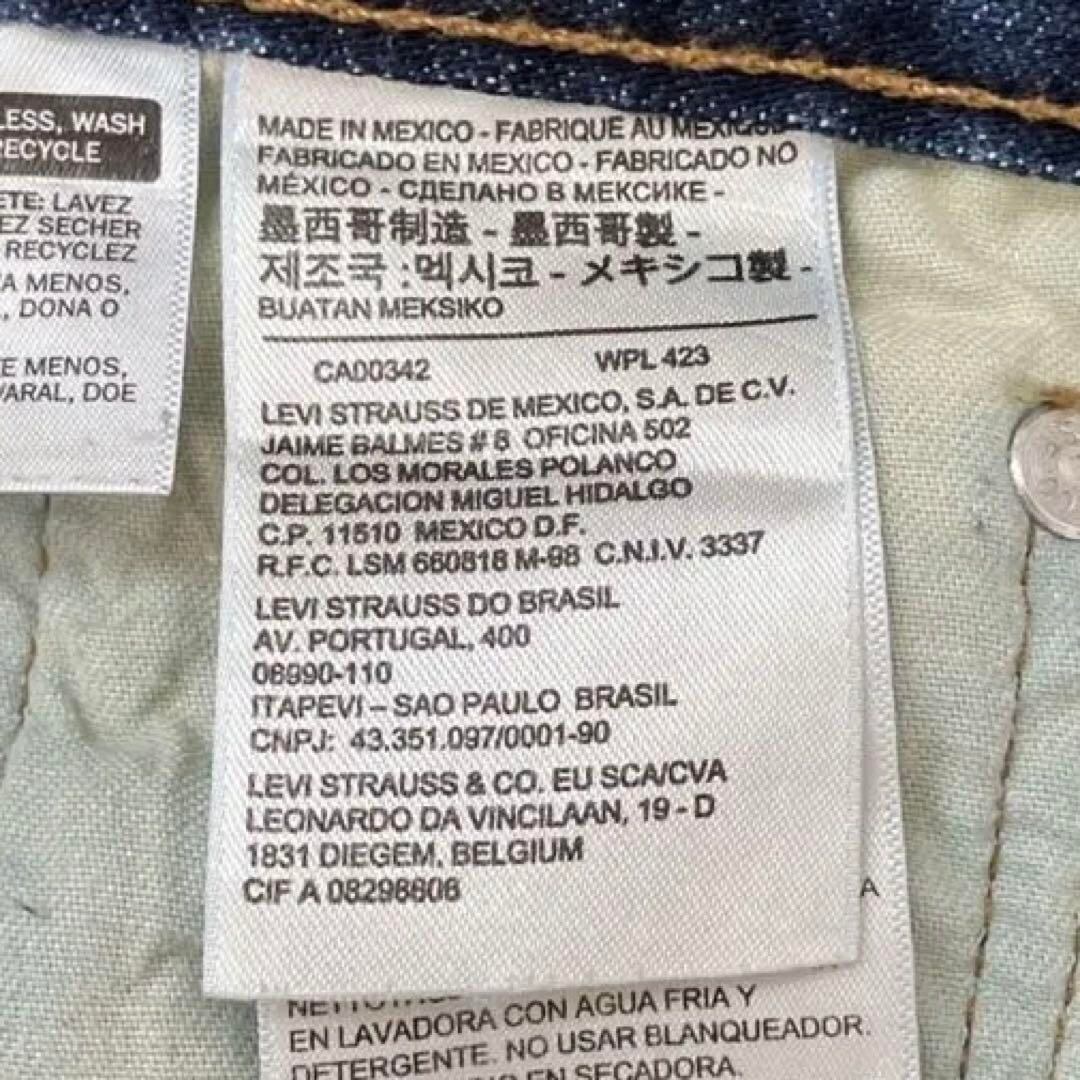 LESS, WASH
RECYCLE
ETE: LAVEZ
EZ SECHER
RECYCLEZ
A MENOS,
, DONA O
E MENOS,
VARAL, DOE
MADE IN MEXICO - FABRIQUE AU MEXIQUE
FABRICADO EN MEXICO - FABRICADO NO
MÉXICO - СДЕЛАНО В МЕКСИКЕ -
墨西哥制造 - 墨西哥製 -
제조국 :멕시코 - メキシコ製 -
BUATAN MEKSIKO
CA00342 WPL 423
LEVI STRAUSS DE MEXICO, S.A. DE C.V.
JAIME BALMES # 8 OFICINA 502
COL. LOS MORALES POLANCO
DELEGACION MIGUEL HIDALGO
C.P. 11510 MEXICO D.F.
R.F.C. LSM 660818 M-98 C.N.I.V. 3337
LEVI STRAUSS DO BRASIL
AV. PORTUGAL, 400
06990-110
ITAPEVI – SAO PAULO BRASIL
CNPJ: 43.351.097/0001-90
LEVI STRAUSS & CO. EU SCA/CVA
LEONARDO DA VINCILAAN, 19 - D
1831 DIEGEM, BELGIUM
CIF A 08298606
A
EN LAVADORA CON AGUA FRIA Y
DETERGENTE. NO USAR BLANQUEADOR.
EN SECADORA.